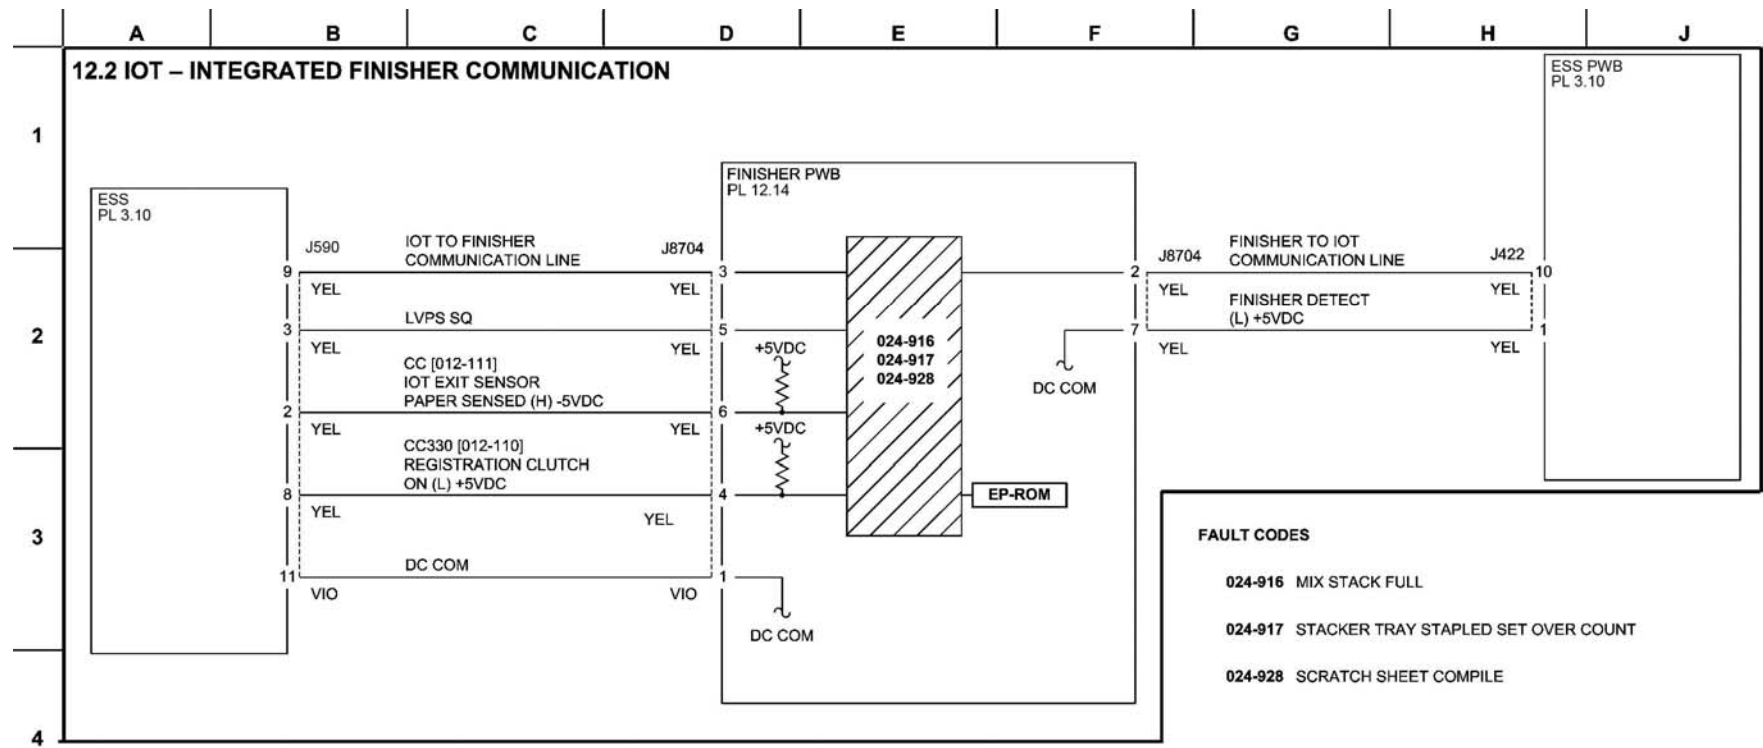 A B C D E F G H J
12.2 IOT – INTEGRATED FINISHER COMMUNICATION
ESS PWB
PL 3.10
1
FINISHER PWB
PL 12.14
ESS
PL 3.10
J590
IOT TO FINISHER
COMMUNICATION LINE
J8704
J8704
FINISHER TO IOT
COMMUNICATION LINE
J422
9
3
2
10
YEL
YEL
YEL
YEL
FINISHER DETECT
(L) +5VDC
2
LVPS SQ
3
5
7
1
YEL
YEL
YEL
YEL
+5VDC
024-916
024-917
024-928
DC COM
CC [012-111]
IOT EXIT SENSOR
PAPER SENSED (H) -5VDC
2
6
YEL
YEL
+5VDC
CC330 [012-110]
REGISTRATION CLUTCH
ON (L) +5VDC
8
4
EP-ROM
YEL
YEL
3
FAULT CODES
DC COM
11
1
VIO
VIO
DC COM
024-916 MIX STACK FULL
024-917 STACKER TRAY STAPLED SET OVER COUNT
024-928 SCRATCH SHEET COMPILE
4